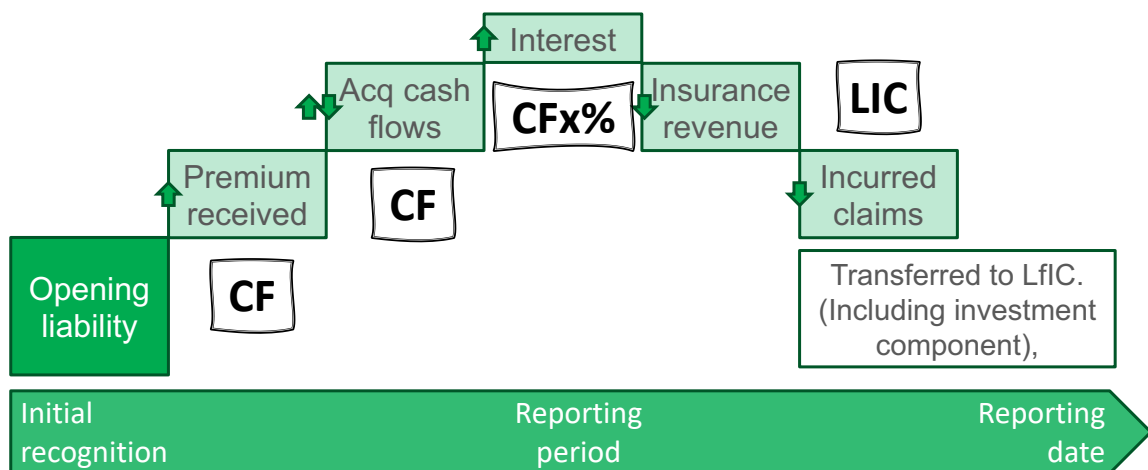 Interest
Acq cash
flows
CFx%
Insurance
revenue
LIC
Premium
received
CF
Incurred
claims
Opening
liability
CF
Transferred to LfIC.
(Including investment
component),
Initial
recognition
Reporting
period
Reporting
date